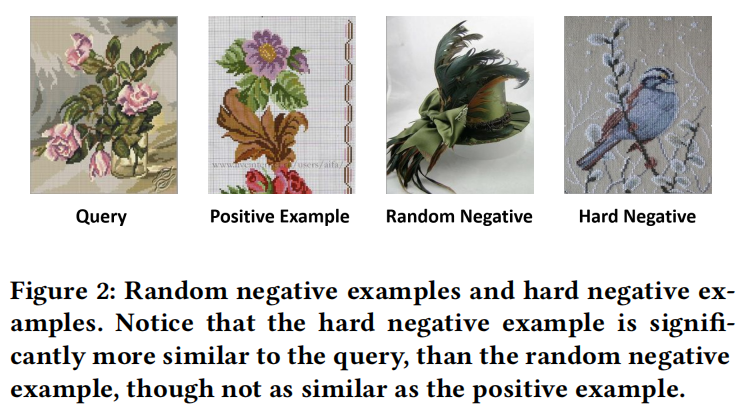 Query
Positive Example
Random Negative
Hard Negative
Figure 2: Random negative examples and hard negative ex-
amples. Notice that the hard negative example is signifi-
cantly more similar to the query, than the random negative
example, though not as similar as the positive example.